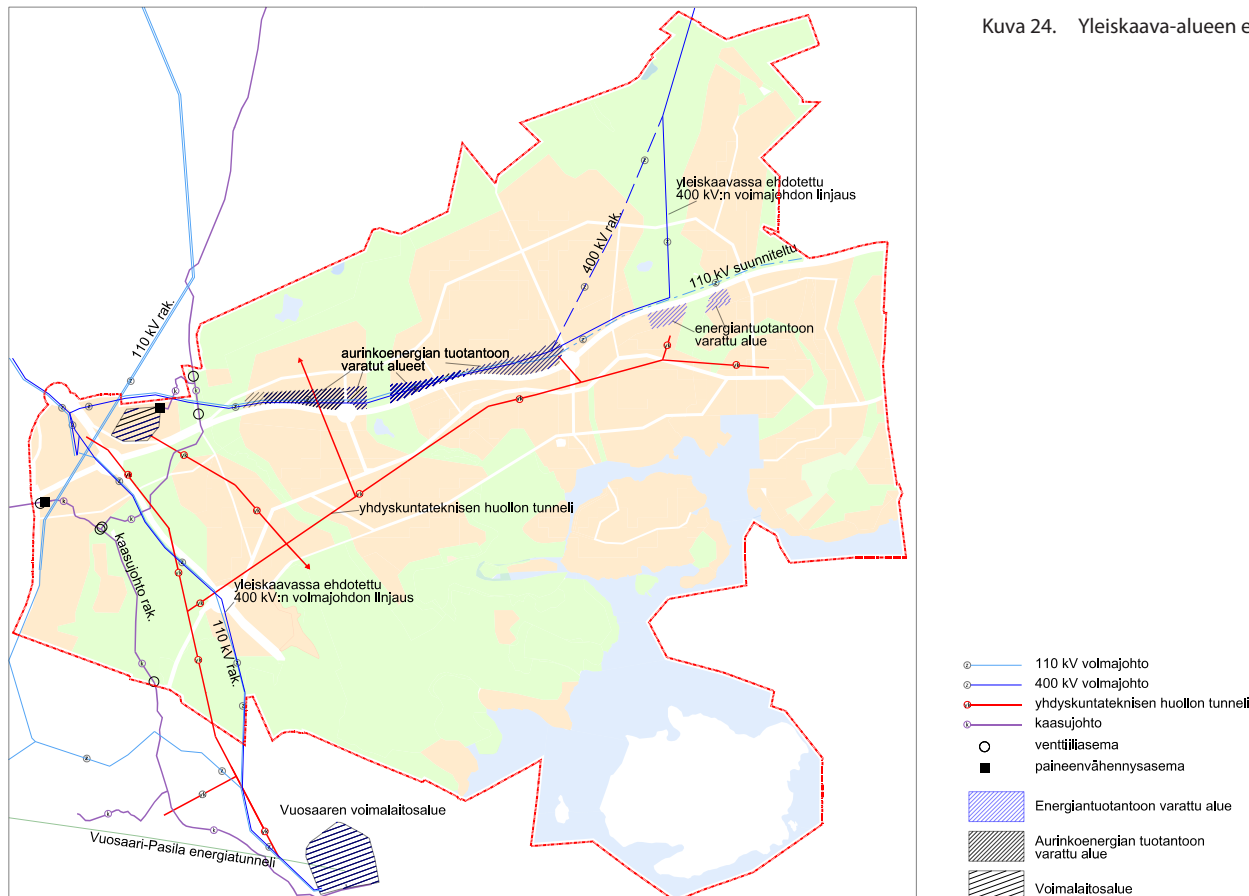 Kuva 24. Yleiskaava-alueen e
yleiskaavassa ehdotettu
400 kV:n voimajohdon linjaus
400 kV rak.
110 kV suunniteltu
110 kV rak.
energiantuotantoon
varattu alue
aurinkoenergian tuotantoon
varatut alueet
yhdyskuntateknisen huollon tunneli
kaasujohto rak.
yleiskaavassa ehdotettu
400 kV:n voimajohdon linjaus
110 kV rak.
Vuosaaren voimalaitosalue
Vuosaari-Pasila energiatunneli
110 kV voimajohto
400 kV voimajohto
yhdyskuntateknisen huollon tunneli
kaasujohto
venttiiliasema
paineenvähennysasema
Energiantuotantoon varattu alue
Aurinkoenergian tuotantoon
varattu alue
Voimalaitosalue